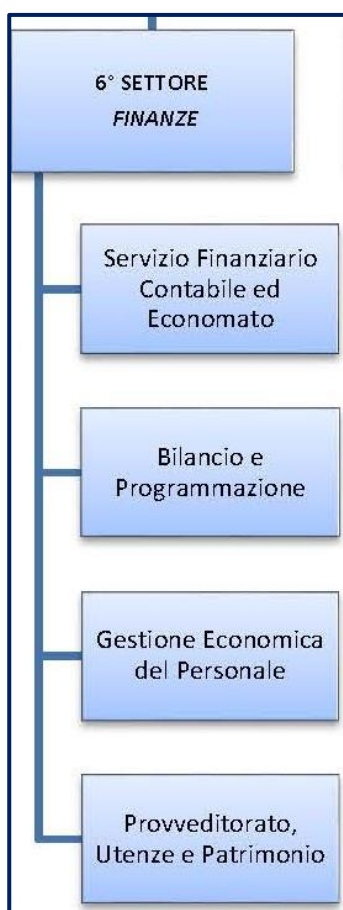 6° SETTORE
FINANZE
Servizio Finanziario
Contabile ed
Economato
Bilancio e
Programmazione
Gestione Economica
del Personale
Provveditorato,
Utenze e Patrimonio